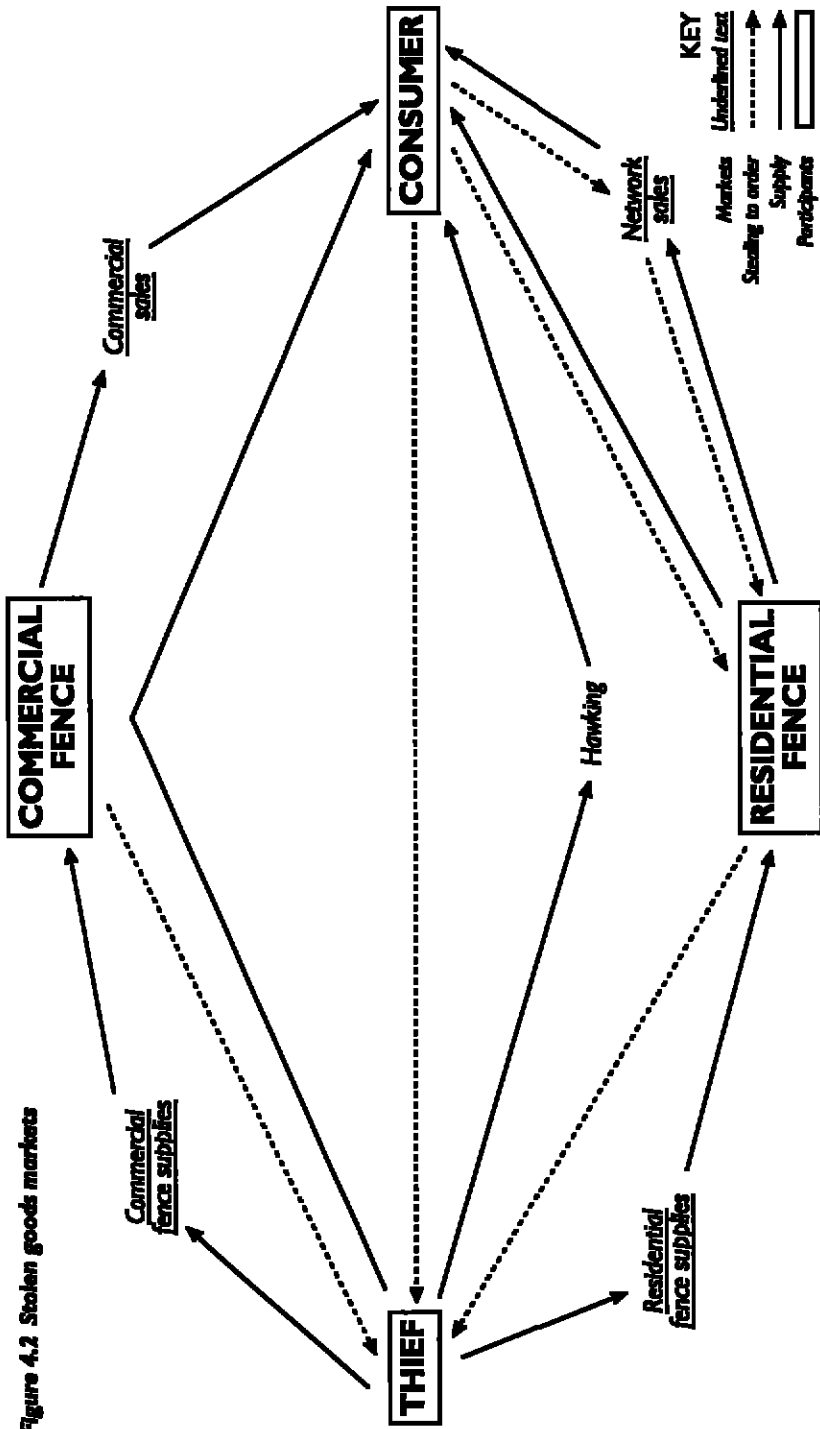 Figure 4.2 Stolen goods markets
COMMERCIAL
FENCE
Commercial
fence supplies
Commercial
sales
THIEF
CONSUMER
Hawking
Residential
fence supplies
Network
sales
RESIDENTIAL
FENCE
KEY
Markets Underlined text
Stealing to order
Supply
Participants